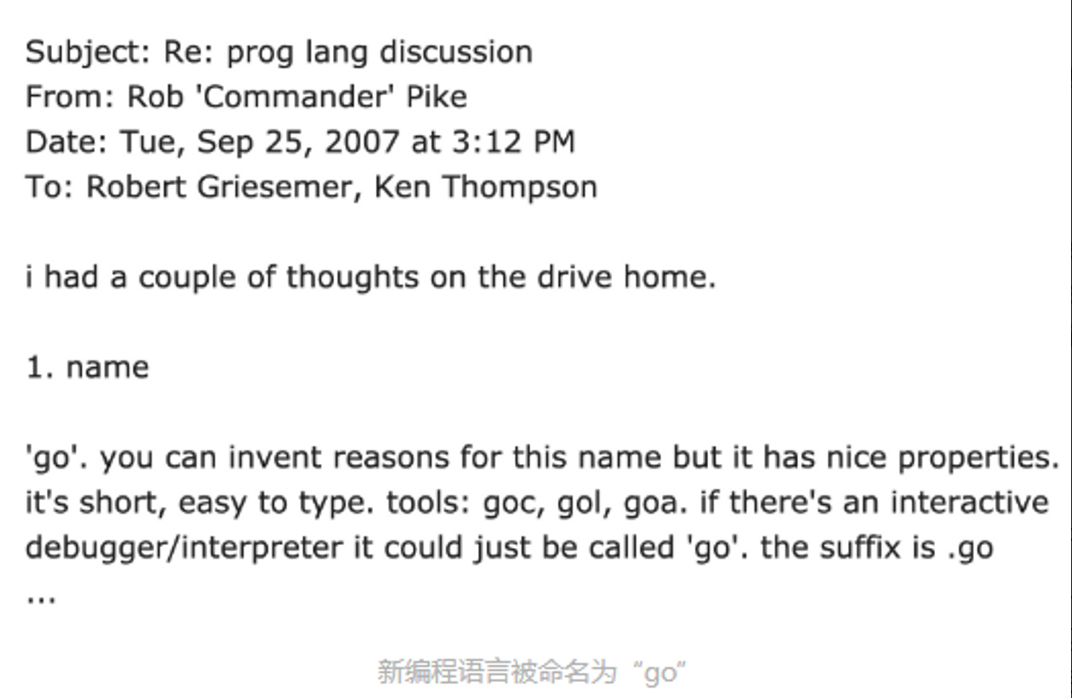 Subject: Re: prog lang discussion
From: Rob 'Commander' Pike
Date: Tue, Sep 25, 2007 at 3:12 PM
To: Robert Griesemer, Ken Thompson
i had a couple of thoughts on the drive home.
1. name
'go'. you can invent reasons for this name but it has nice properties.
it's short, easy to type. tools: goc, gol, goa. if there's an interactive
debugger/interpreter it could just be called 'go'. the suffix is .go
...
新编程语言被命名为“go”